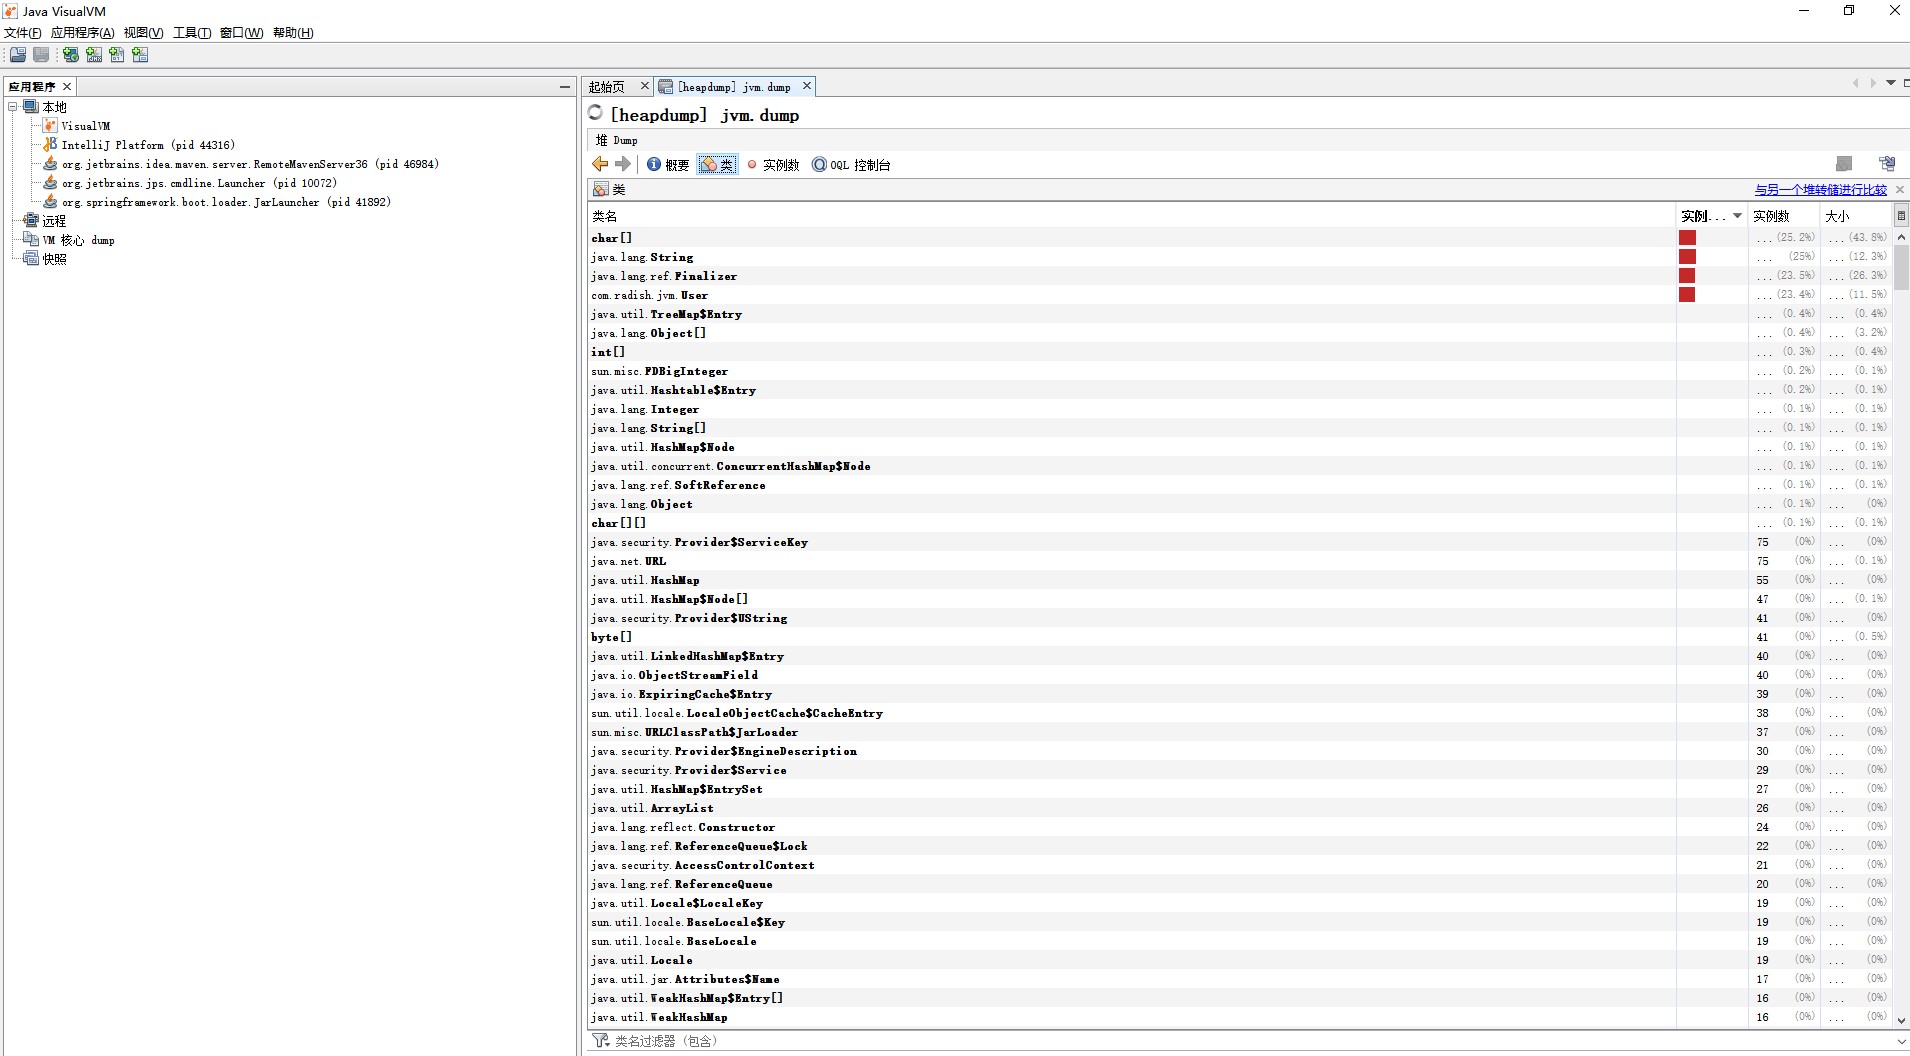 Java VisualVM
文件(F) 应用程序(A) 视图(V) 工具(T) 窗口(W) 帮助(H)
应用程序
本地
VisualVM
IntelliJ Platform (pid 44316)
org.jetbrains.idea.maven.server.RemoteMavenServer36 (pid 46984)
org.jetbrains.jps.cmdline.Launcher (pid 10072)
org.springframework.boot.loader.JarLauncher (pid 41892)
远程
VM 核心 dump
快照
起始页 [heapdump] jvm.dump
[heapdump] jvm.dump
堆 Dump
概要 类 实例数 OQL 控制台
类 与另一个堆转储进行比较
类名 实例... 实例数 大小
char[] ... (25.2%) ... (43.8%)
java.lang.String ... (25%) ... (12.3%)
java.lang.ref.Finalizer ... (23.5%) ... (26.3%)
com.radish.jvm.User ... (23.4%) ... (11.5%)
java.util.TreeMap$Entry ... (0.4%) ... (0.4%)
java.lang.Object[] ... (0.4%) ... (3.2%)
int[] ... (0.3%) ... (0.4%)
sun.misc.FDBigInteger ... (0.2%) ... (0.1%)
java.util.Hashtable$Entry ... (0.2%) ... (0.1%)
java.lang.Integer ... (0.1%) ... (0.1%)
java.lang.String[] ... (0.1%) ... (0.1%)
java.util.HashMap$Node ... (0.1%) ... (0.1%)
java.util.concurrent.ConcurrentHashMap$Node ... (0.1%) ... (0.1%)
java.lang.ref.SoftReference ... (0.1%) ... (0.1%)
java.lang.Object ... (0.1%) ... (0%)
char[][] ... (0.1%) ... (0.1%)
java.security.Provider$ServiceKey 75 (0%) ... (0%)
java.net.URL 75 (0%) ... (0.1%)
java.util.HashMap 55 (0%) ... (0%)
java.util.HashMap$Node[] 47 (0%) ... (0.1%)
java.security.Provider$UString 41 (0%) ... (0%)
byte[] 41 (0%) ... (0.5%)
java.util.LinkedHashMap$Entry 40 (0%) ... (0%)
java.io.ObjectStreamField 40 (0%) ... (0%)
java.io.ExpiringCache$Entry 39 (0%) ... (0%)
sun.util.locale.LocaleObjectCache$CacheEntry 38 (0%) ... (0%)
sun.misc.URLClassPath$JarLoader 37 (0%) ... (0%)
java.security.Provider$EngineDescription 30 (0%) ... (0%)
java.security.Provider$Service 29 (0%) ... (0%)
java.util.HashMap$EntrySet 27 (0%) ... (0%)
java.util.ArrayList 26 (0%) ... (0%)
java.lang.reflect.Constructor 24 (0%) ... (0%)
java.lang.ref.ReferenceQueue$Lock 22 (0%) ... (0%)
java.security.AccessControlContext 21 (0%) ... (0%)
java.lang.ref.ReferenceQueue 20 (0%) ... (0%)
java.util.Locale$LocaleKey 19 (0%) ... (0%)
sun.util.locale.BaseLocale$Key 19 (0%) ... (0%)
sun.util.locale.BaseLocale 19 (0%) ... (0%)
java.util.Locale 19 (0%) ... (0%)
java.util.jar.Attributes$Name 17 (0%) ... (0%)
java.util.WeakHashMap$Entry[] 16 (0%) ... (0%)
java.util.WeakHashMap 16 (0%) ... (0%)
类名过滤器 (包含)